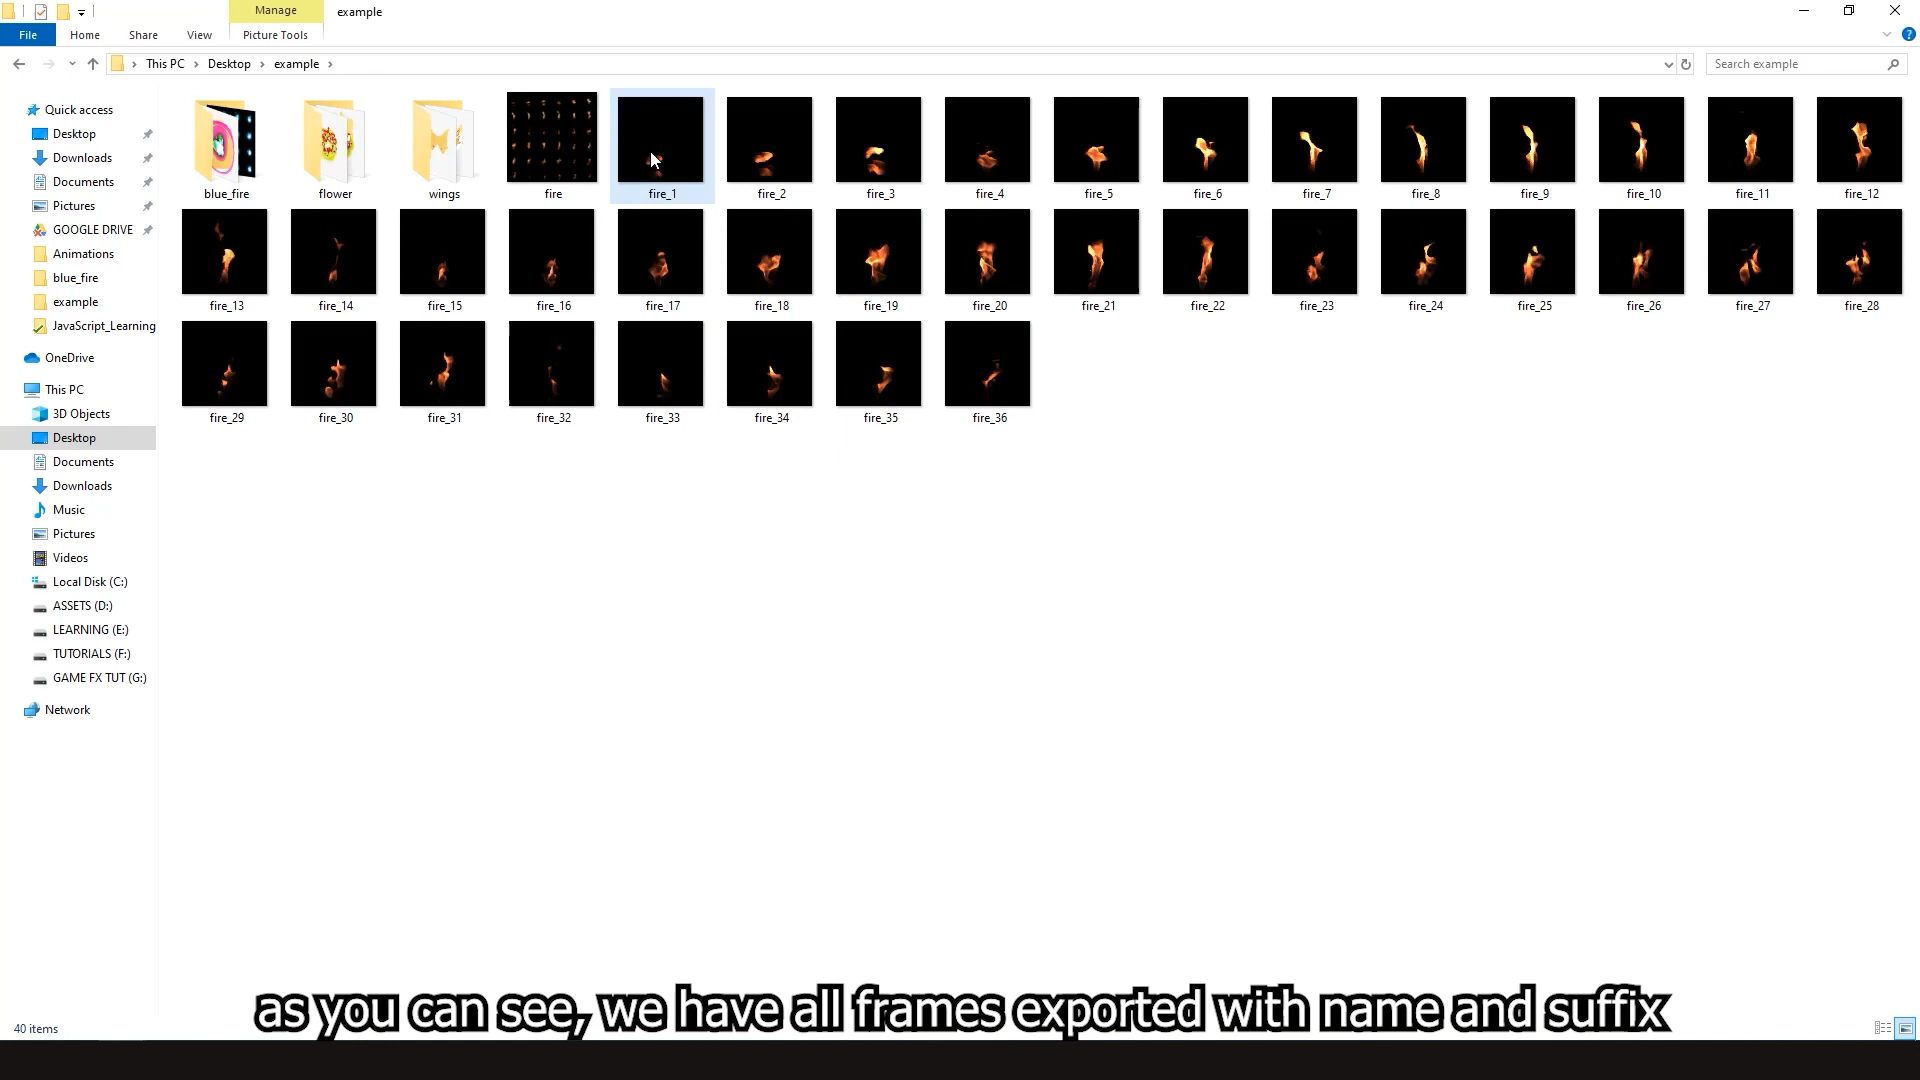 Manage
example
File
Home
Share
View
Picture Tools
This PC
Desktop
example
Search example
Quick access
Desktop
Downloads
Documents
Pictures
GOOGLE DRIVE
Animations
blue_fire
example
JavaScript_Learning
OneDrive
This PC
3D Objects
Desktop
Documents
Downloads
Music
Pictures
Videos
Local Disk (C:)
ASSETS (D:)
LEARNING (E:)
TUTORIALS (F:)
GAME FX TUT (G:)
Network
blue_fire
flower
wings
fire
fire_1
fire_2
fire_3
fire_4
fire_5
fire_6
fire_7
fire_8
fire_9
fire_10
fire_11
fire_12
fire_13
fire_14
fire_15
fire_16
fire_17
fire_18
fire_19
fire_20
fire_21
fire_22
fire_23
fire_24
fire_25
fire_26
fire_27
fire_28
fire_29
fire_30
fire_31
fire_32
fire_33
fire_34
fire_35
fire_36
as you can see, we have all frames exported with name and suffix
40 items